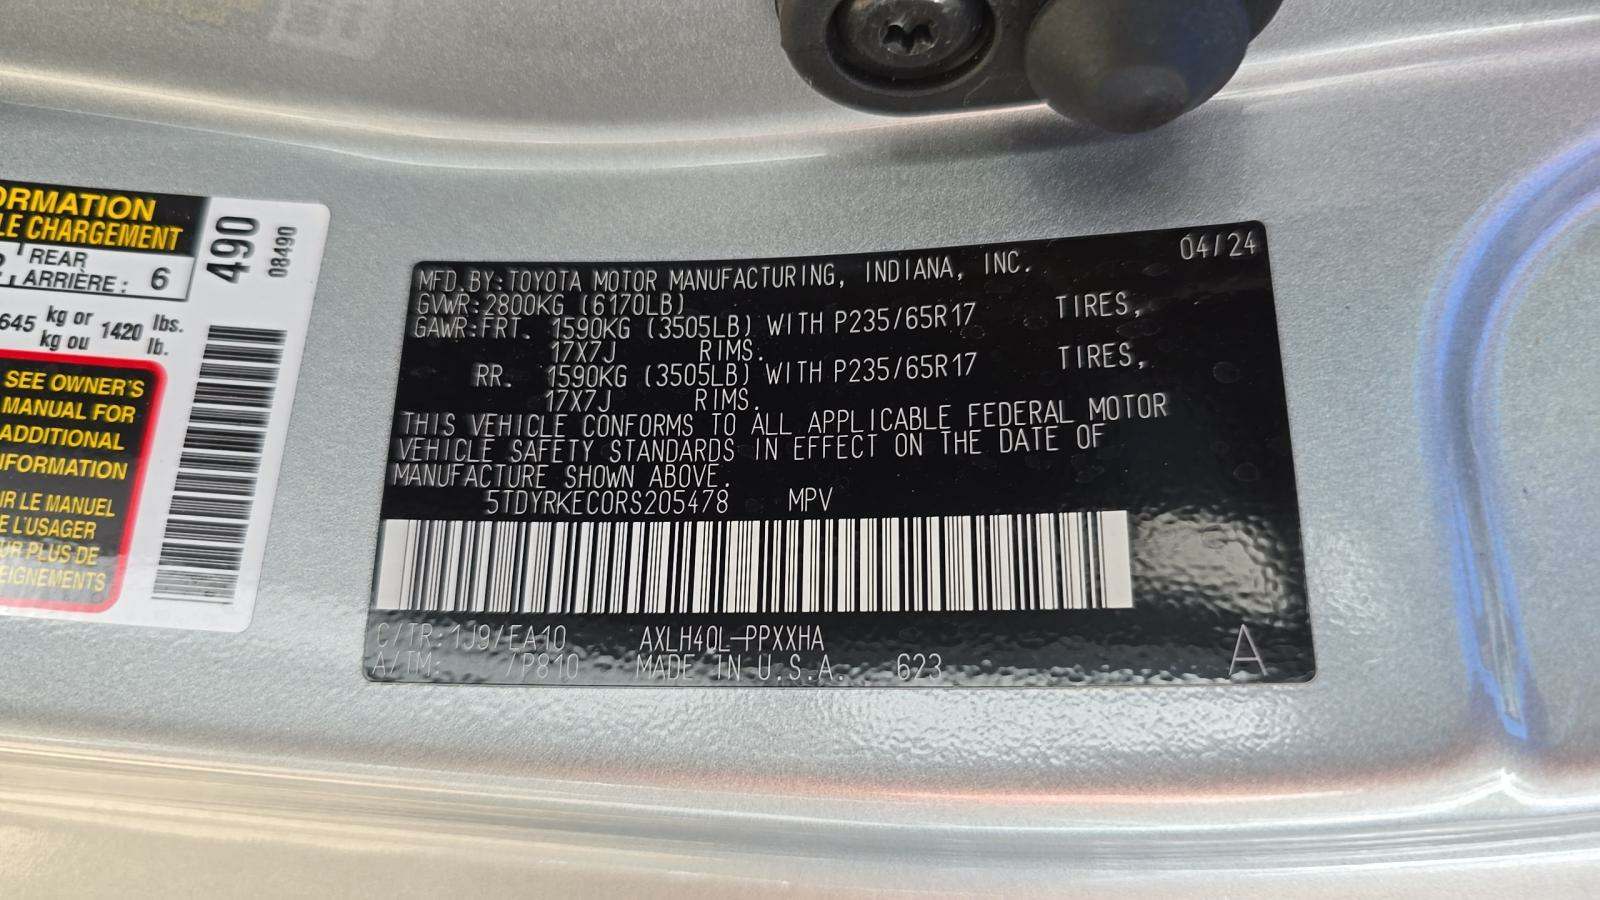 ORMATION
LE CHARGEMENT
REAR
ARRIÈRE : 6
645 kg or 1420 lbs.
kg ou lb.
SEE OWNER'S
MANUAL FOR
ADDITIONAL
NFORMATION
IR LE MANUEL
E L'USAGER
UR PLUS DE
EIGNEMENTS
490
08490
04/24
MFD.BY:TOYOTA MOTOR MANUFACTURING, INDIANA, INC.
GVWR:2800KG (6170LB)
GAWR:FRT. 1590KG (3505LB) WITH P235/65R17 TIRES,
17X7J RIMS.
RR. 1590KG (3505LB) WITH P235/65R17 TIRES,
17X7J RIMS.
THIS VEHICLE CONFORMS TO ALL APPLICABLE FEDERAL MOTOR
VEHICLE SAFETY STANDARDS IN EFFECT ON THE DATE OF
MANUFACTURE SHOWN ABOVE.
5TDYRKEC0RS205478 MPV
C/TR:1J9/EA10 AXLH40L-PPXXHA
A/TM: /P810 MADE IN U.S.A. 623
A